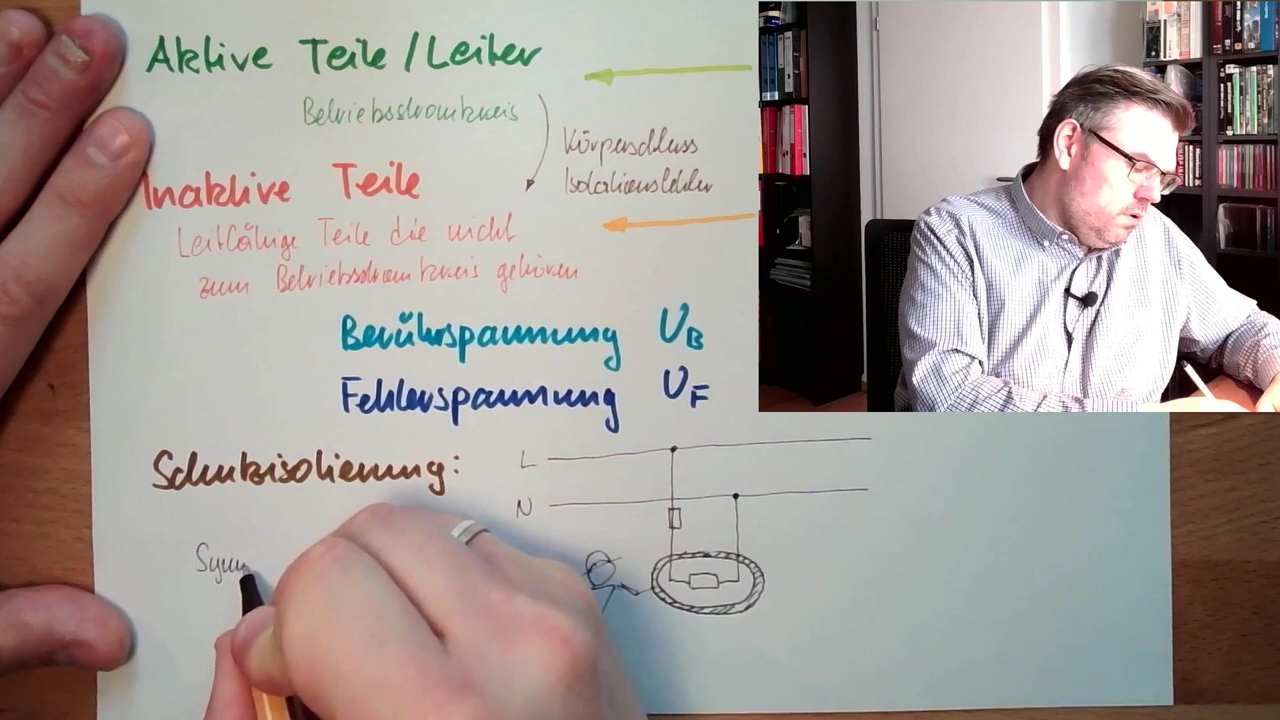 Aktive Teile / Leiter
Betriebsstromkreis
Körperschluss
Isolationsfehler
Inaktive Teile
Leitfähige Teile die nicht
zum Betriebsstromkreis gehören
Berührspannung U_B
Fehlerspannung U_F
Schutzisolierung:
L
N
Sym